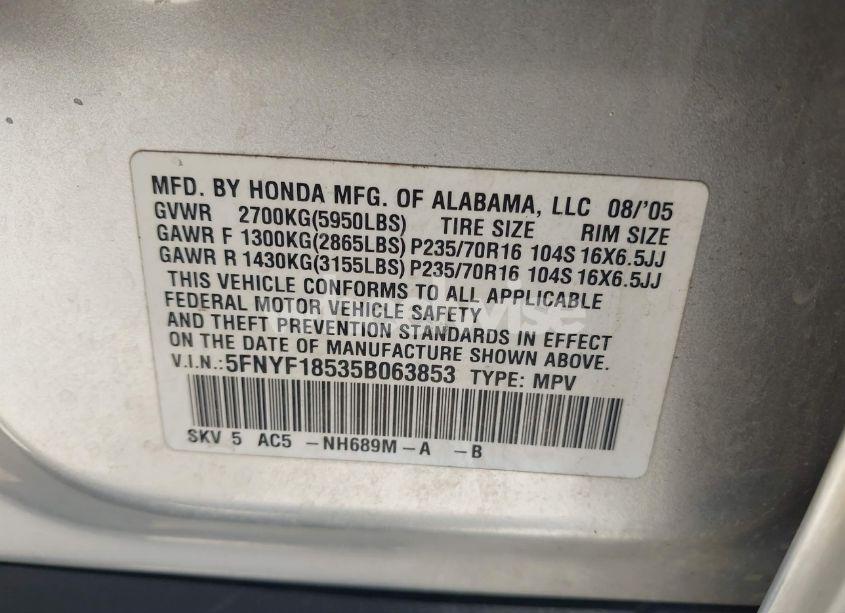 MFD. BY HONDA MFG. OF ALABAMA, LLC 08/'05
GVWR 2700KG(5950LBS) TIRE SIZE RIM SIZE
GAWR F 1300KG(2865LBS) P235/70R16 104S 16X6.5JJ
GAWR R 1430KG(3155LBS) P235/70R16 104S 16X6.5JJ
THIS VEHICLE CONFORMS TO ALL APPLICABLE
FEDERAL MOTOR VEHICLE SAFETY
AND THEFT PREVENTION STANDARDS IN EFFECT
ON THE DATE OF MANUFACTURE SHOWN ABOVE.
V.I.N.:5FNYF18535B063853 TYPE: MPV
SKV 5 AC5 -NH689M-A -B